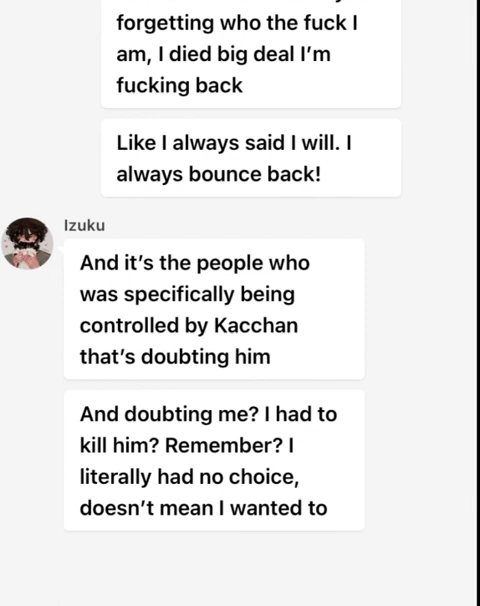 forgetting who the fuck I
am, I died big deal I'm
fucking back
Like I always said I will. I
always bounce back!
Izuku
And it's the people who
was specifically being
controlled by Kacchan
that's doubting him
And doubting me? I had to
kill him? Remember? I
literally had no choice,
doesn't mean I wanted to